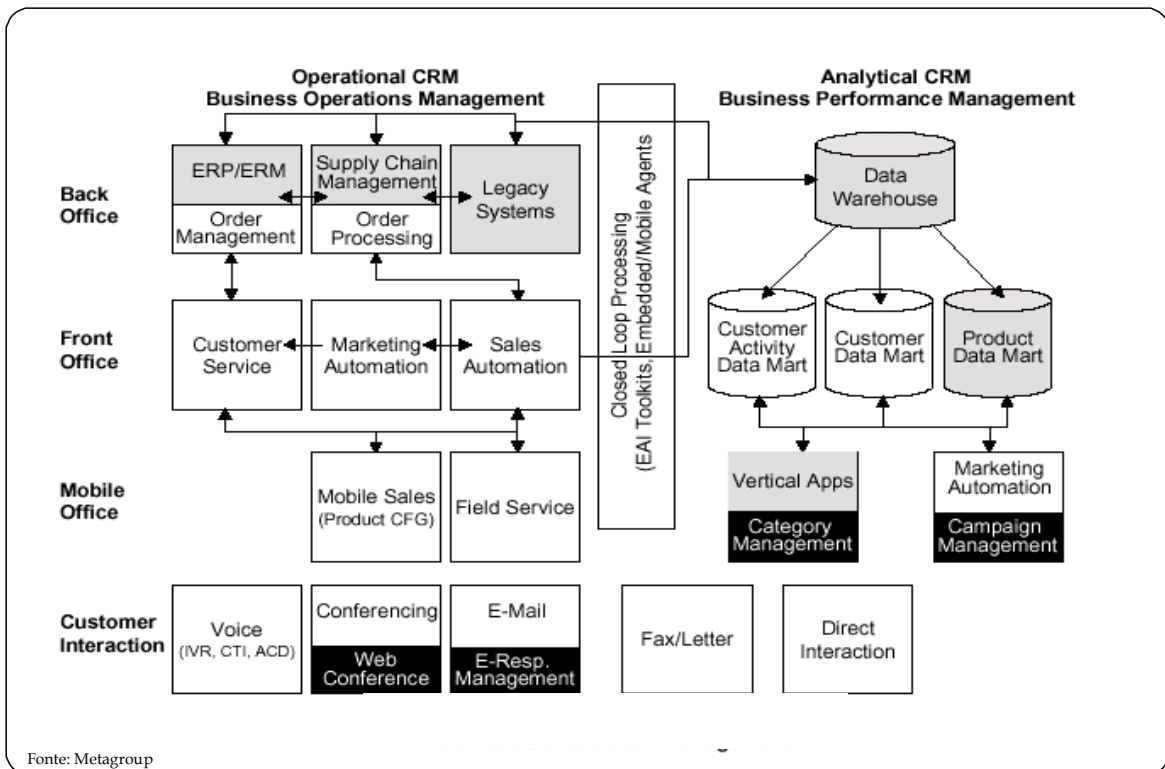 Operational CRM
Business Operations Management
Analytical CRM
Business Performance Management
Back
Office
ERP/ERM
Order
Management
Supply Chain
Management
Order
Processing
Legacy
Systems
Closed Loop Processing
(EAI Toolkits, Embedded/Mobile Agents
Data
Warehouse
Front
Office
Customer
Service
Marketing
Automation
Sales
Automation
Customer
Activity
Data Mart
Customer
Data Mart
Product
Data Mart
Mobile
Office
Mobile Sales
(Product CFG)
Field Service
Vertical Apps
Category
Management
Marketing
Automation
Campaign
Management
Customer
Interaction
Voice
(IVR, CTI, ACD)
Conferencing
Web
Conference
E-Mail
E-Resp.
Management
Fax/Letter
Direct
Interaction
Fonte: Metagroup